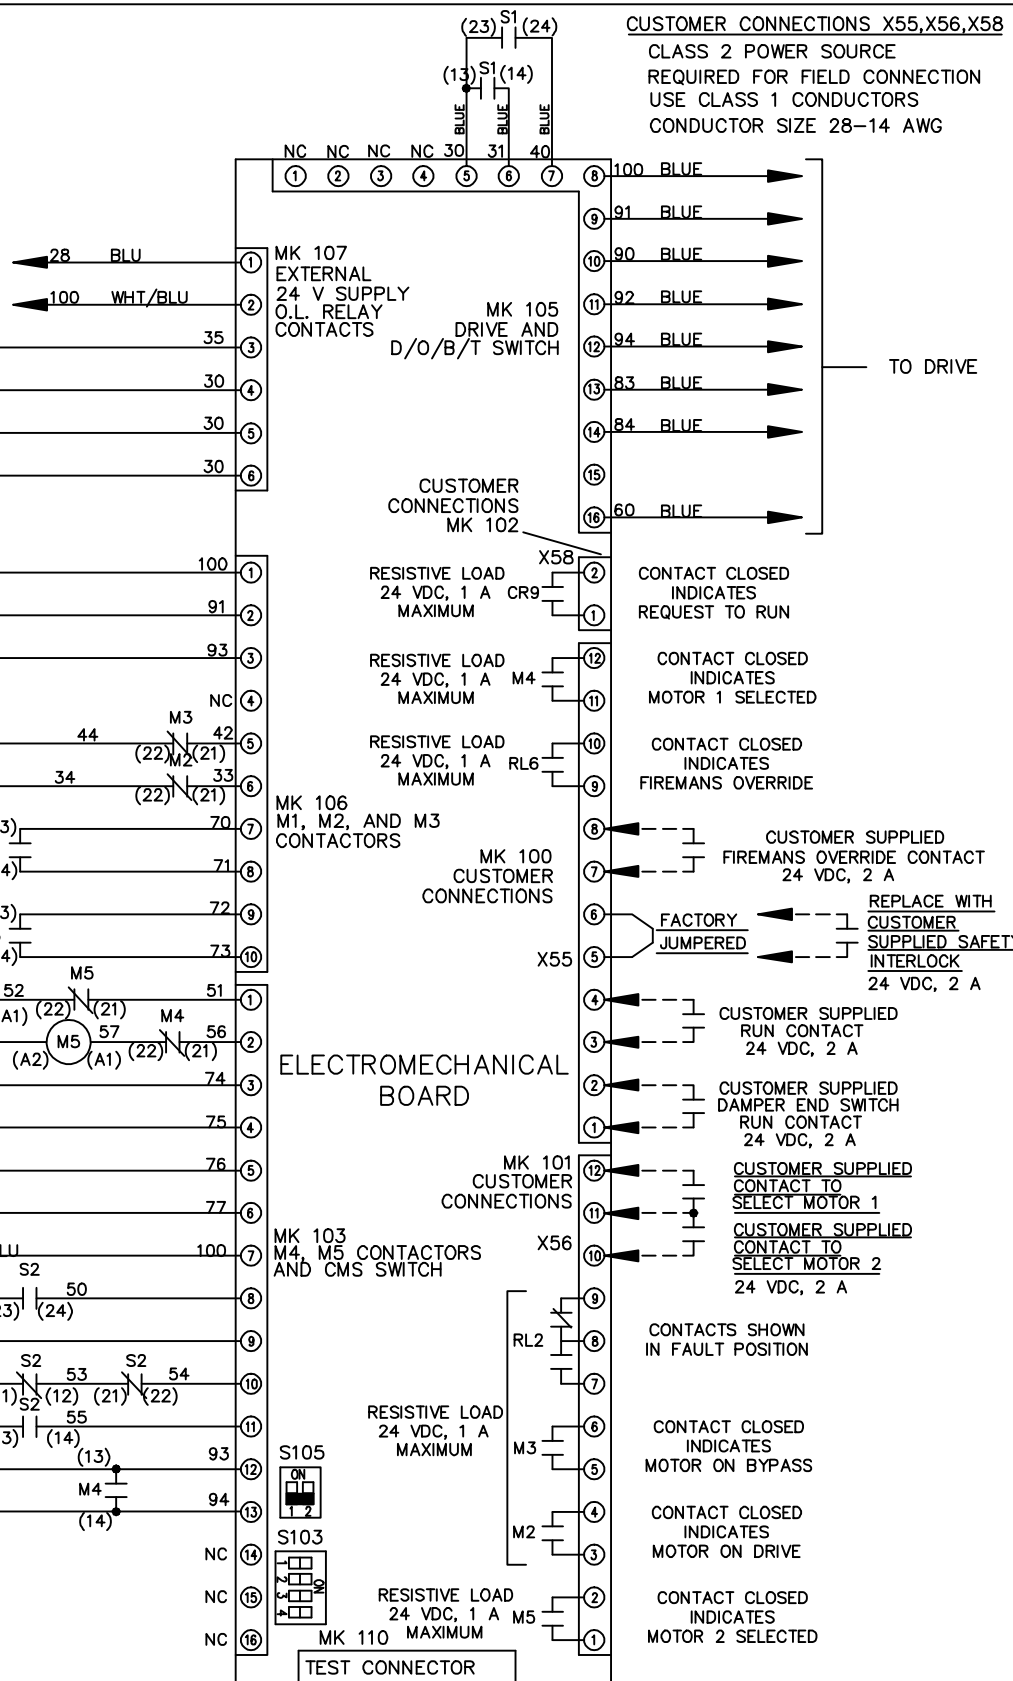 S1
(23) (24)
S1
(13) (14)
CUSTOMER CONNECTIONS X55,X56,X58
CLASS 2 POWER SOURCE
REQUIRED FOR FIELD CONNECTION
USE CLASS 1 CONDUCTORS
CONDUCTOR SIZE 28-14 AWG
BLUE BLUE BLUE
NC NC NC NC 30 31 40
1 2 3 4 5 6 7
8 100 BLUE
9 91 BLUE
10 90 BLUE
11 92 BLUE
12 94 BLUE
13 83 BLUE
14 84 BLUE
15
16 60 BLUE
TO DRIVE
MK 105
DRIVE AND
D/O/B/T SWITCH
28 BLU 1
100 WHT/BLU 2
35 3
30 4
30 5
30 6
MK 107
EXTERNAL
24 V SUPPLY
O.L. RELAY
CONTACTS
CUSTOMER
CONNECTIONS
MK 102
X58
100 1
91 2
93 3
NC 4
M3
44 (22) (21) 42 5
M2
34 (22) (21) 33 6
3) 70 7
4) 71 8
3) 72 9
4) 73 10
MK 106
M1, M2, AND M3
CONTACTORS
RESISTIVE LOAD
24 VDC, 1 A
MAXIMUM
CR9
2
1
CONTACT CLOSED
INDICATES
REQUEST TO RUN
RESISTIVE LOAD
24 VDC, 1 A
MAXIMUM
M4
12
11
CONTACT CLOSED
INDICATES
MOTOR 1 SELECTED
RESISTIVE LOAD
24 VDC, 1 A
MAXIMUM
RL6
10
9
CONTACT CLOSED
INDICATES
FIREMANS OVERRIDE
MK 100
CUSTOMER
CONNECTIONS
X55
8
7
CUSTOMER SUPPLIED
FIREMANS OVERRIDE CONTACT
24 VDC, 2 A
6
5
FACTORY
JUMPERED
REPLACE WITH
CUSTOMER
SUPPLIED SAFETY
INTERLOCK
24 VDC, 2 A
4
3
CUSTOMER SUPPLIED
RUN CONTACT
24 VDC, 2 A
2
1
CUSTOMER SUPPLIED
DAMPER END SWITCH
RUN CONTACT
24 VDC, 2 A
ELECTROMECHANICAL
BOARD
M5
52 (22) (21) 51 1
A1)
M4
M5 57 (22) (21) 56 2
(A2) (A1)
74 3
75 4
76 5
77 6
LU 100 7
S2
23) (24) 50 8
9
S2 S2
1) (12) 53 (21) (22) 54 10
S2
3) (14) 55 11
(13) 93 12
M4
(14) 94 13
NC 14
NC 15
NC 16
MK 103
M4, M5 CONTACTORS
AND CMS SWITCH
MK 101
CUSTOMER
CONNECTIONS
X56
12
11
10
CUSTOMER SUPPLIED
CONTACT TO
SELECT MOTOR 1
CUSTOMER SUPPLIED
CONTACT TO
SELECT MOTOR 2
24 VDC, 2 A
RL2
9
8
7
CONTACTS SHOWN
IN FAULT POSITION
RESISTIVE LOAD
24 VDC, 1 A
MAXIMUM
M3
6
5
CONTACT CLOSED
INDICATES
MOTOR ON BYPASS
M2
4
3
CONTACT CLOSED
INDICATES
MOTOR ON DRIVE
RESISTIVE LOAD
24 VDC, 1 A
MAXIMUM
M5
2
1
CONTACT CLOSED
INDICATES
MOTOR 2 SELECTED
S105
ON
1 2
S103
1
2
3
4
ON
MK 110
TEST CONNECTOR